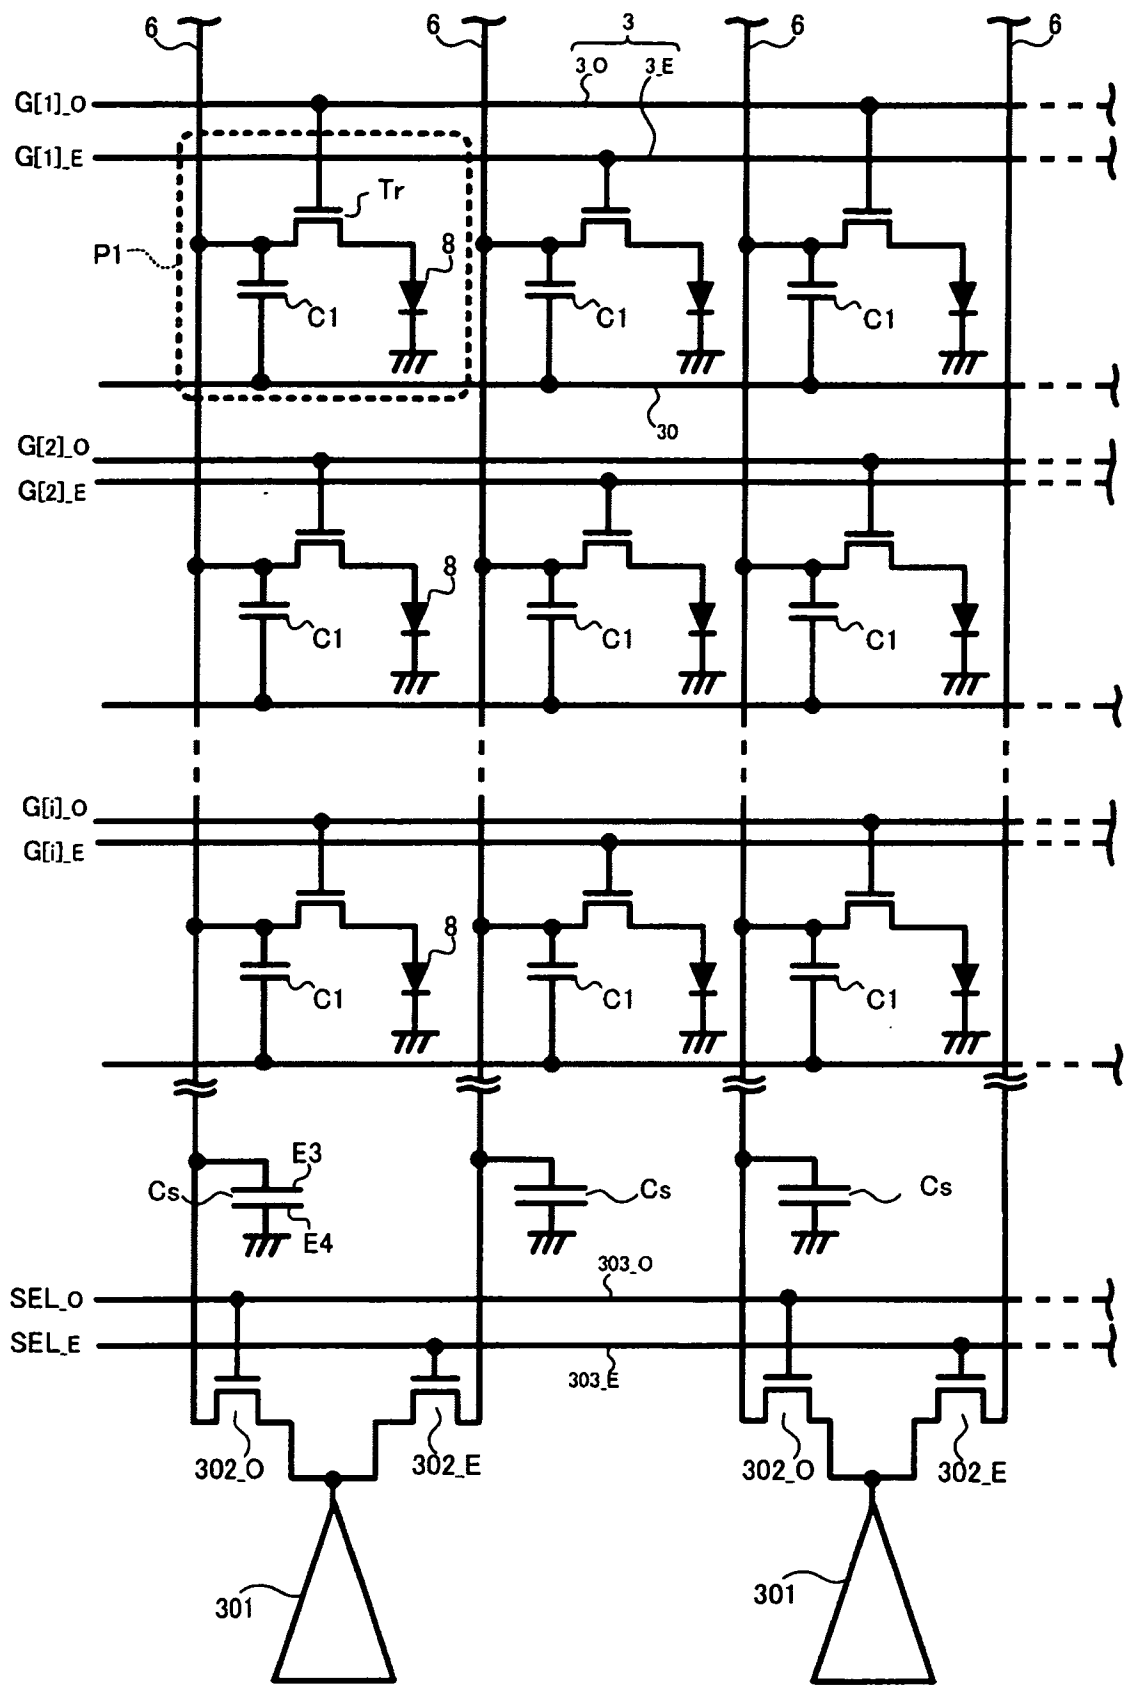 6 6 3 6 6
3_O 3_E
G[1]_O
G[1]_E
Tr
P1 8
C1 C1 C1
30
G[2]_O
G[2]_E
8
C1 C1 C1
G[i]_O
G[i]_E
8
C1 C1 C1
E3
Cs Cs Cs
E4
303_O
SEL_O
SEL_E
303_E
302_O 302_E 302_O 302_E
301 301